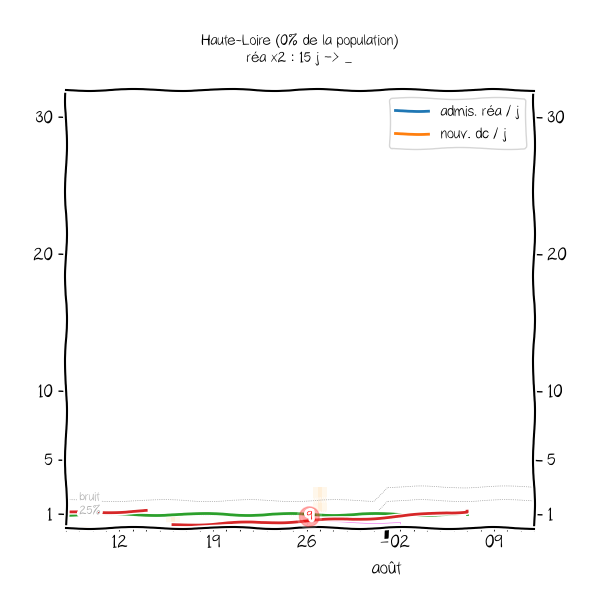 Haute-Loire (0% de la population)
réa x2 : 15 j -> _
admis. réa / j
nouv. dc / j
30
30
20
20
10
10
5
5
bruit
25%
1
9
1
12
19
26
02
09
août